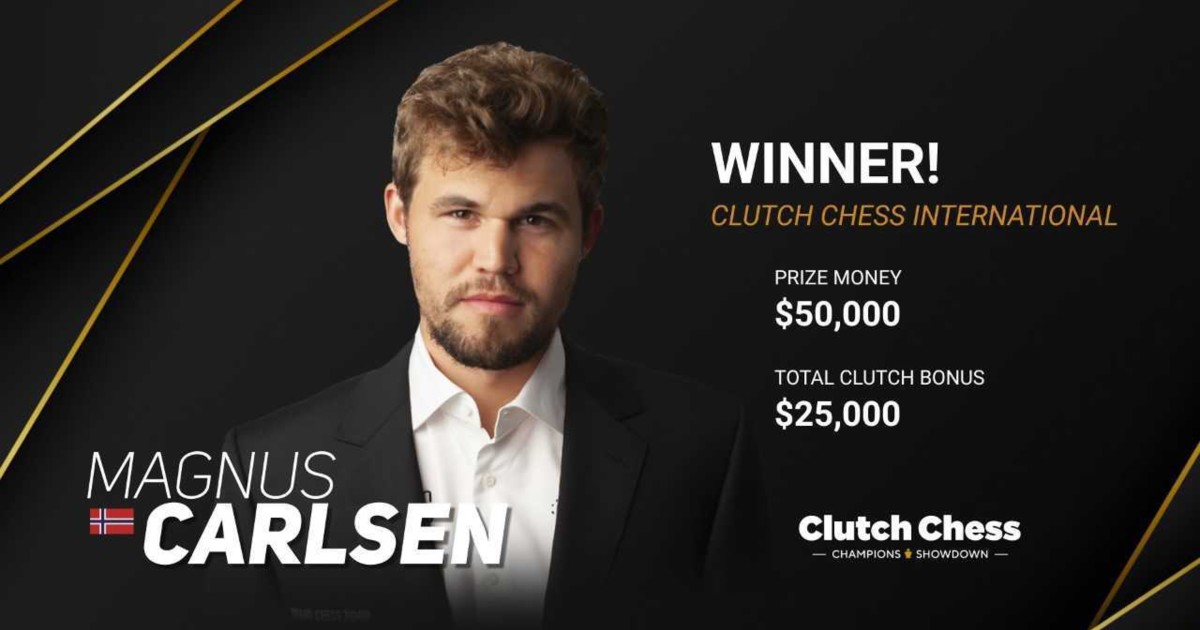 WINNER!
CLUTCH CHESS INTERNATIONAL
PRIZE MONEY
$50,000
TOTAL CLUTCH BONUS
$25,000
MAGNUS
CARLSEN
Clutch Chess
CHAMPIONS SHOWDOWN